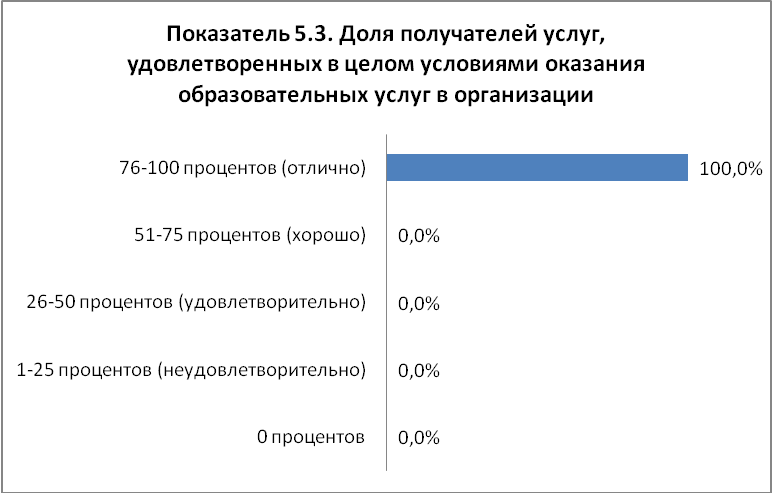 Показатель 5.3. Доля получателей услуг,
удовлетворенных в целом условиями оказания
образовательных услуг в организации
76-100 процентов (отлично)
100,0%
51-75 процентов (хорошо)
0,0%
26-50 процентов (удовлетворительно)
0,0%
1-25 процентов (неудовлетворительно)
0,0%
0 процентов
0,0%